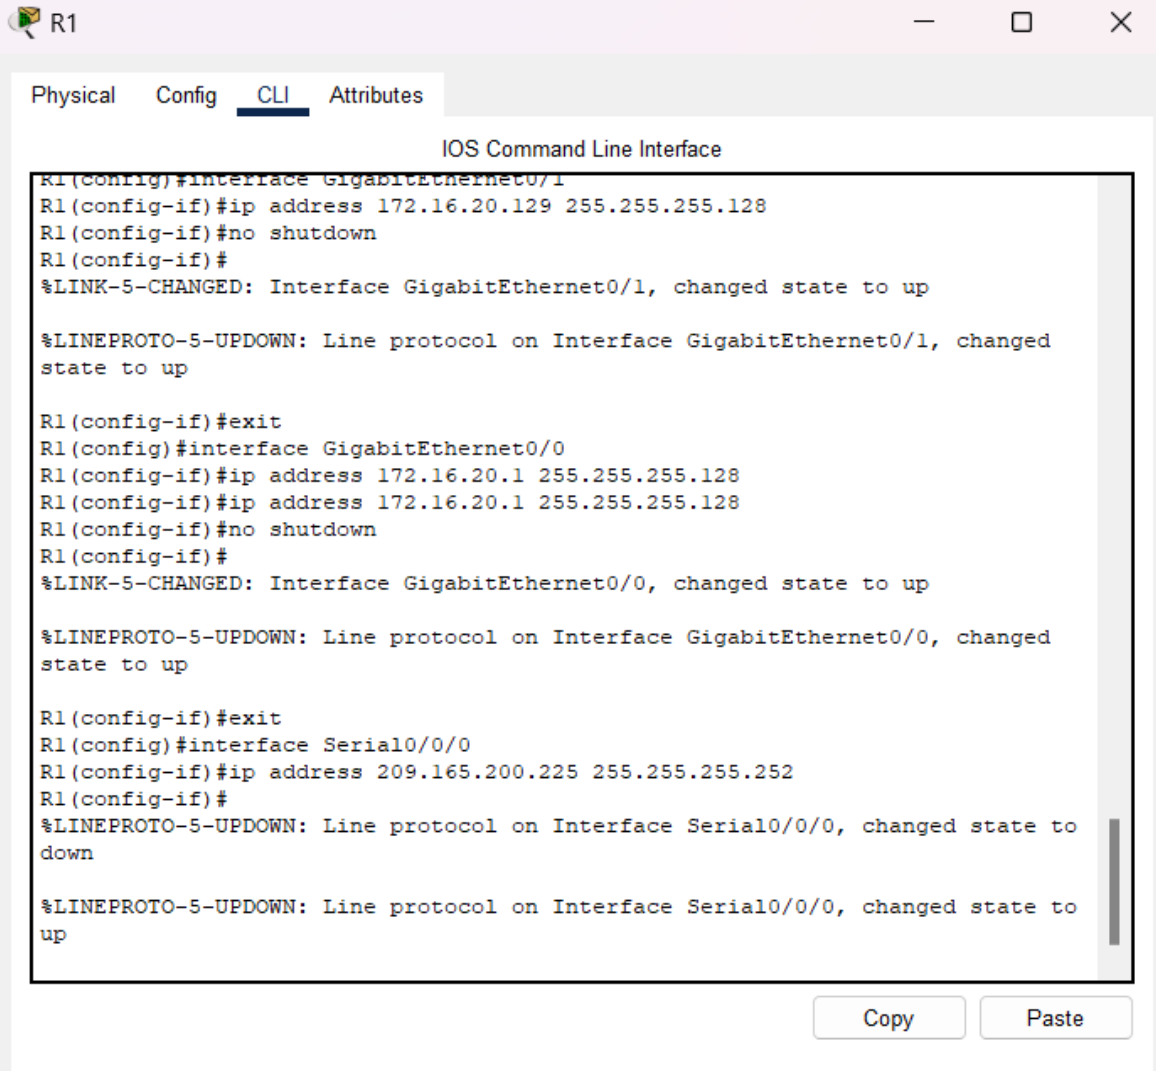 R1
Physical Config CLI Attributes
IOS Command Line Interface
R1(config)#interface GigabitEthernet0/1
R1(config-if)#ip address 172.16.20.129 255.255.255.128
R1(config-if)#no shutdown
R1(config-if)#
%LINK-5-CHANGED: Interface GigabitEthernet0/1, changed state to up
%LINEPROTO-5-UPDOWN: Line protocol on Interface GigabitEthernet0/1, changed
state to up
R1(config-if)#exit
R1(config)#interface GigabitEthernet0/0
R1(config-if)#ip address 172.16.20.1 255.255.255.128
R1(config-if)#ip address 172.16.20.1 255.255.255.128
R1(config-if)#no shutdown
R1(config-if)#
%LINK-5-CHANGED: Interface GigabitEthernet0/0, changed state to up
%LINEPROTO-5-UPDOWN: Line protocol on Interface GigabitEthernet0/0, changed
state to up
R1(config-if)#exit
R1(config)#interface Serial0/0/0
R1(config-if)#ip address 209.165.200.225 255.255.255.252
R1(config-if)#
%LINEPROTO-5-UPDOWN: Line protocol on Interface Serial0/0/0, changed state to
down
%LINEPROTO-5-UPDOWN: Line protocol on Interface Serial0/0/0, changed state to
up
Copy Paste